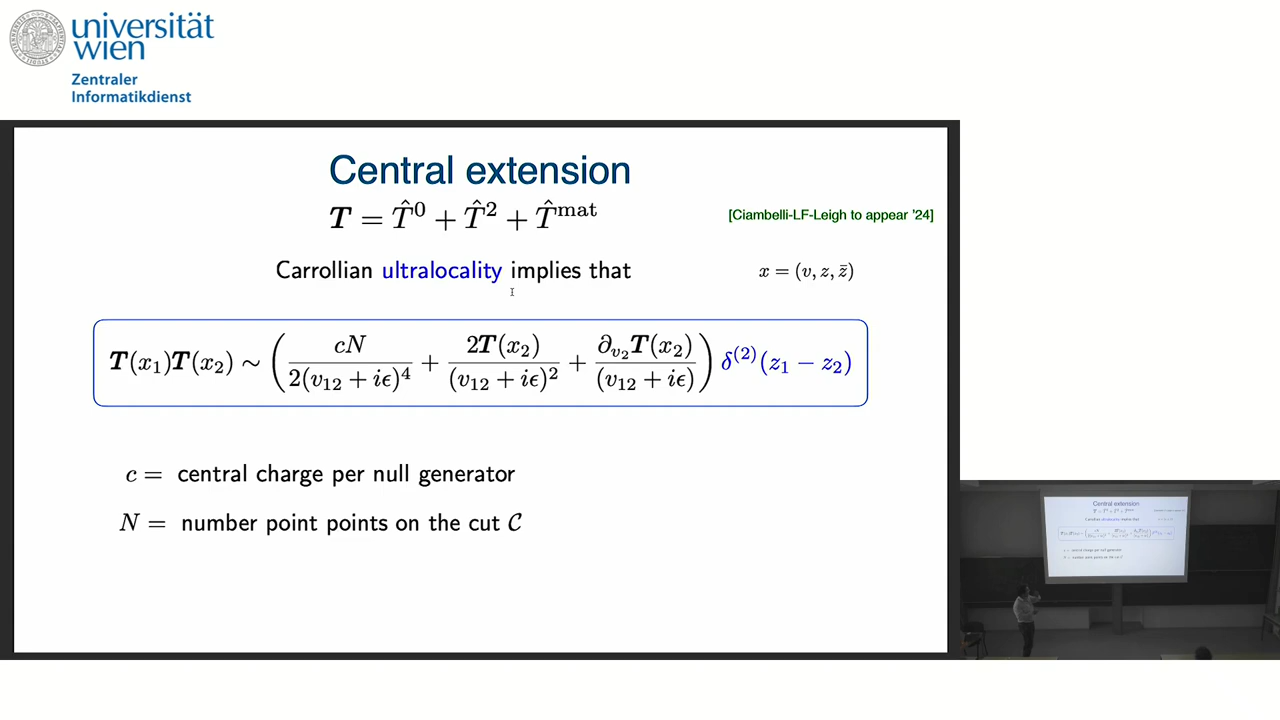 universität
wien
Zentraler
Informatikdienst
Central extension
𝑻 = T̂⁰ + T̂² + T̂ᵐᵃᵗ
[Ciambelli-LF-Leigh to appear '24]
Carrollian ultralocality implies that
x = (v, z, z̄)
𝑻(x₁)𝑻(x₂) ∼ ( cN / 2(v₁₂ + iϵ)⁴ + 2𝑻(x₂) / (v₁₂ + iϵ)² + ∂_{v₂}𝑻(x₂) / (v₁₂ + iϵ) ) δ⁽²⁾(z₁ − z₂)
c = central charge per null generator
N = number point points on the cut 𝒞